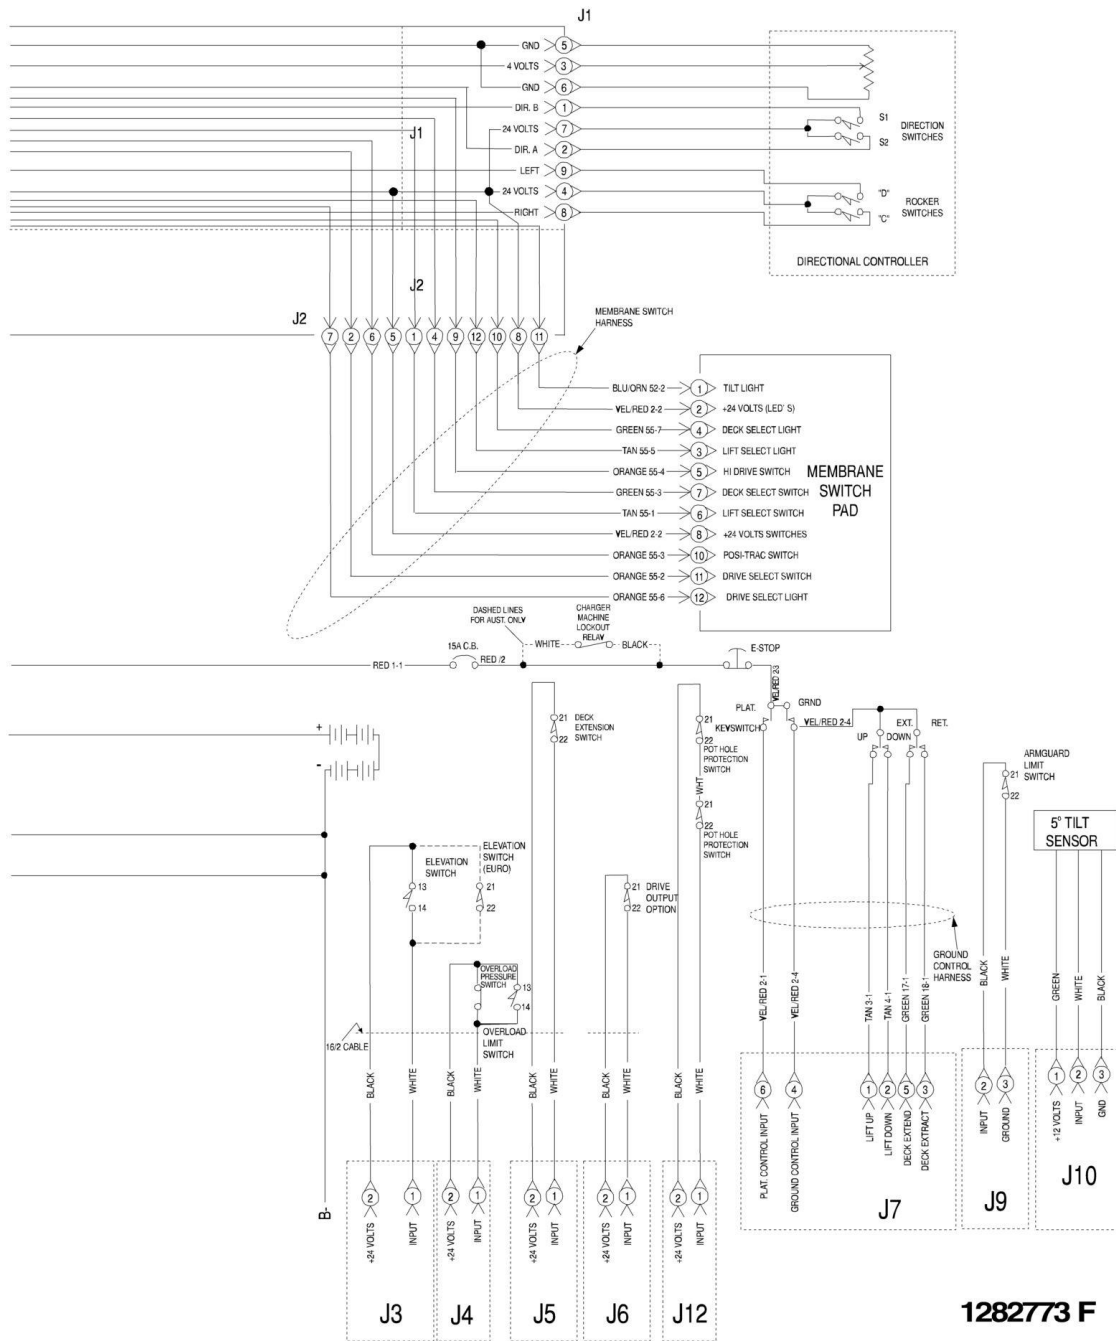 J1
GND 5
4 VOLTS 3
GND 6
DIR. B 1
24 VOLTS 7
DIR. A 2
LEFT 9
24 VOLTS 4
RIGHT 8
J1
S1
S2
DIRECTION
SWITCHES
"D"
"C"
ROCKER
SWITCHES
DIRECTIONAL CONTROLLER
J2
J2
7 2 6 5 1 4 9 12 10 8 11
MEMBRANE SWITCH
HARNESS
BLU/ORN 52-2 1 TILT LIGHT
YEL/RED 2-2 2 +24 VOLTS (LED' S)
GREEN 55-7 4 DECK SELECT LIGHT
TAN 55-5 3 LIFT SELECT LIGHT
ORANGE 55-4 5 HI DRIVE SWITCH
GREEN 55-3 7 DECK SELECT SWITCH
TAN 55-1 6 LIFT SELECT SWITCH
YEL/RED 2-2 8 +24 VOLTS SWITCHES
ORANGE 55-3 10 POSI-TRAC SWITCH
ORANGE 55-2 11 DRIVE SELECT SWITCH
ORANGE 55-6 12 DRIVE SELECT LIGHT
MEMBRANE
SWITCH
PAD
DASHED LINES
FOR AUST. ONLY
CHARGER
MACHINE
LOCKOUT
RELAY
WHITE
BLACK
E-STOP
RED 1-1
15A C.B.
RED /2
YEL/RED 23
PLAT.
GRND
KEYSWITCH
YEL/RED 2-4
UP
DOWN
EXT.
RET.
+
-
21
22
DECK
EXTENSION
SWITCH
21
22
POT HOLE
PROTECTION
SWITCH
WHT
21
22
POT HOLE
PROTECTION
SWITCH
ARMGUARD
LIMIT
SWITCH
21
22
5° TILT
SENSOR
ELEVATION
SWITCH
13
14
ELEVATION
SWITCH
(EURO)
21
22
21
22
DRIVE
OUTPUT
OPTION
OVERLOAD
PRESSURE
SWITCH
13
14
OVERLOAD
LIMIT
SWITCH
16/2 CABLE
GROUND
CONTROL
HARNESS
BLACK
WHITE
BLACK
WHITE
BLACK
WHITE
BLACK
WHITE
BLACK
WHITE
YEL/RED 2-1
YEL/RED 2-4
TAN 3-1
TAN 4-1
GREEN 17-1
GREEN 18-1
BLACK
WHITE
GREEN
WHITE
BLACK
B-
2 +24 VOLTS
1 INPUT
J3
2 +24 VOLTS
1 INPUT
J4
2 +24 VOLTS
1 INPUT
J5
2 +24 VOLTS
1 INPUT
J6
2 +24 VOLTS
1 INPUT
J12
6 PLAT. CONTROL INPUT
4 GROUND CONTROL INPUT
1 LIFT UP
2 LIFT DOWN
5 DECK EXTEND
3 DECK EXTRACT
J7
2 INPUT
3 GROUND
J9
1 +12 VOLTS
2 INPUT
3 GND
J10
1282773 F